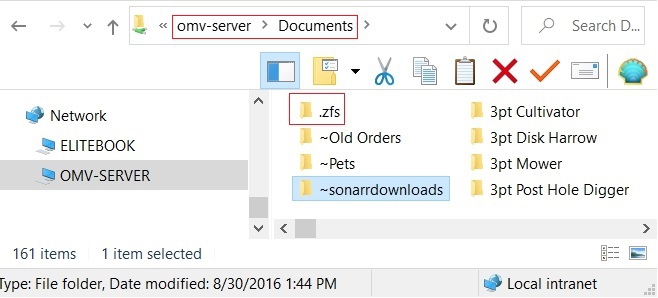 « omv-server > Documents
Search D...
Network
ELITEBOOK
OMV-SERVER
.zfs
~Old Orders
~Pets
~sonarrdownloads
3pt Cultivator
3pt Disk Harrow
3pt Mower
3pt Post Hole Digger
161 items 1 item selected
Type: File folder, Date modified: 8/30/2016 1:44 PM
Local intranet